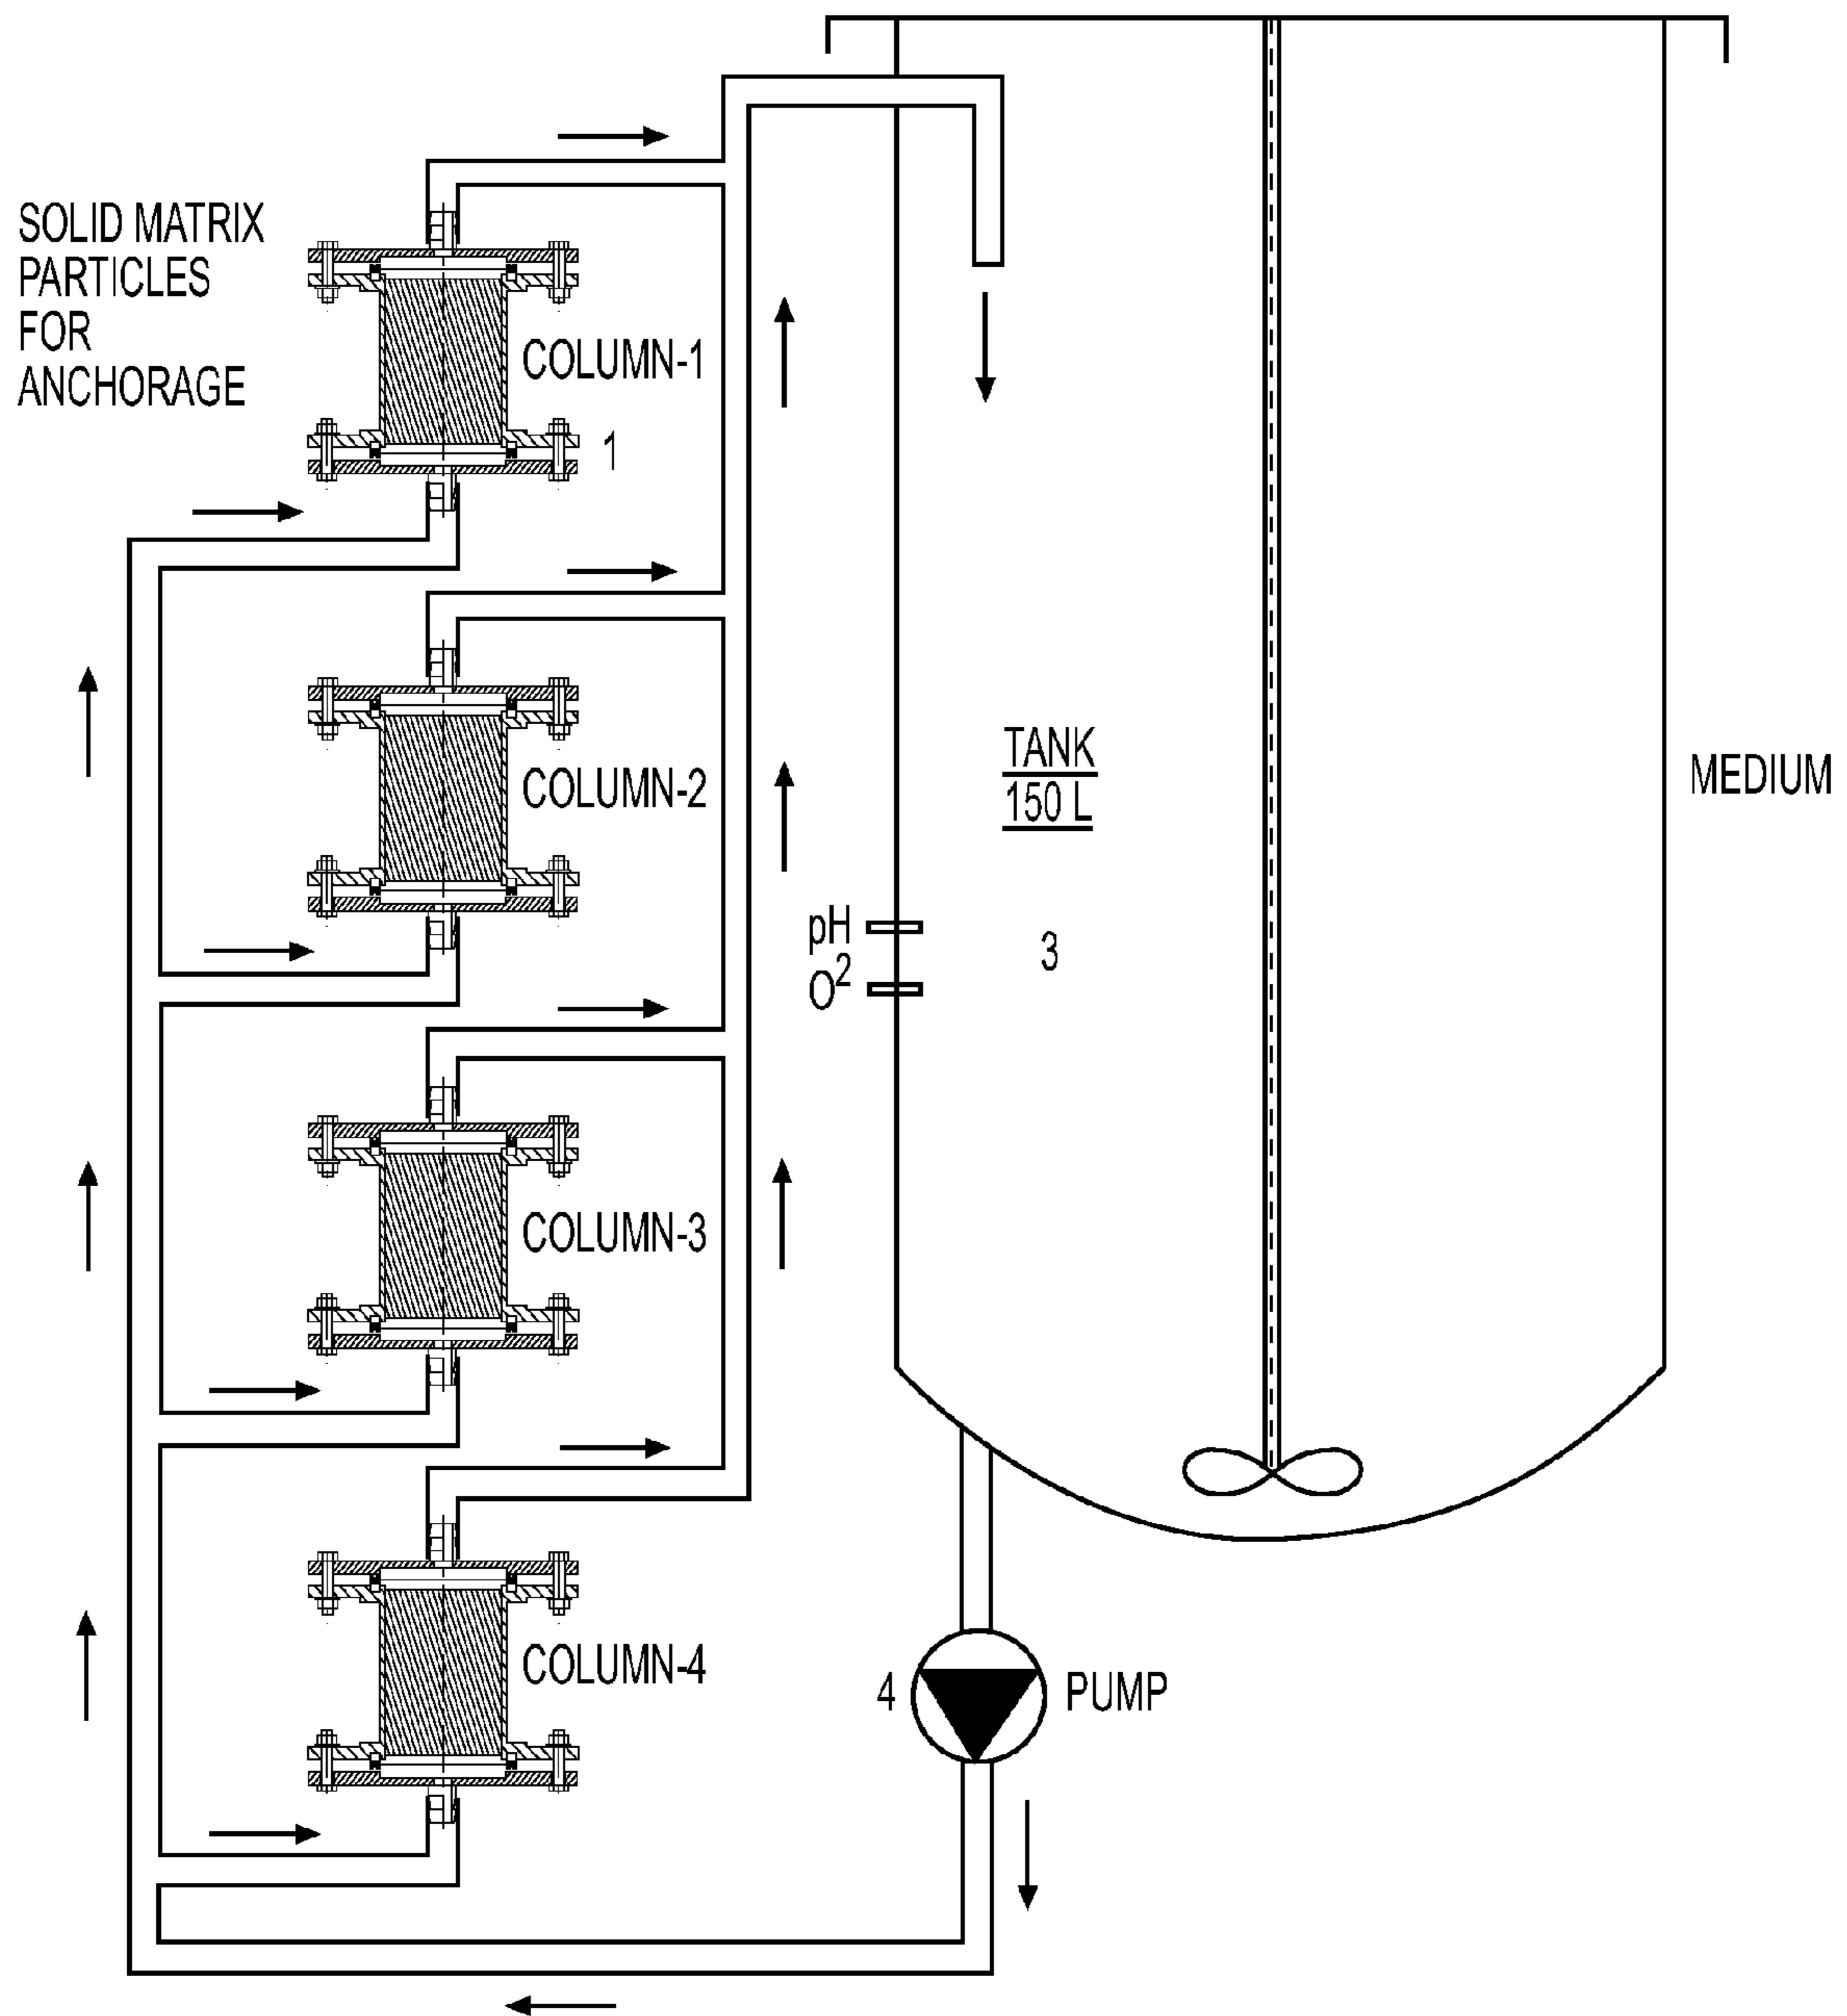 SOLID MATRIX
PARTICLES
FOR
ANCHORAGE
COLUMN-1
1
COLUMN-2
TANK
150 L
MEDIUM
pH
3
O²
COLUMN-3
COLUMN-4
4
PUMP